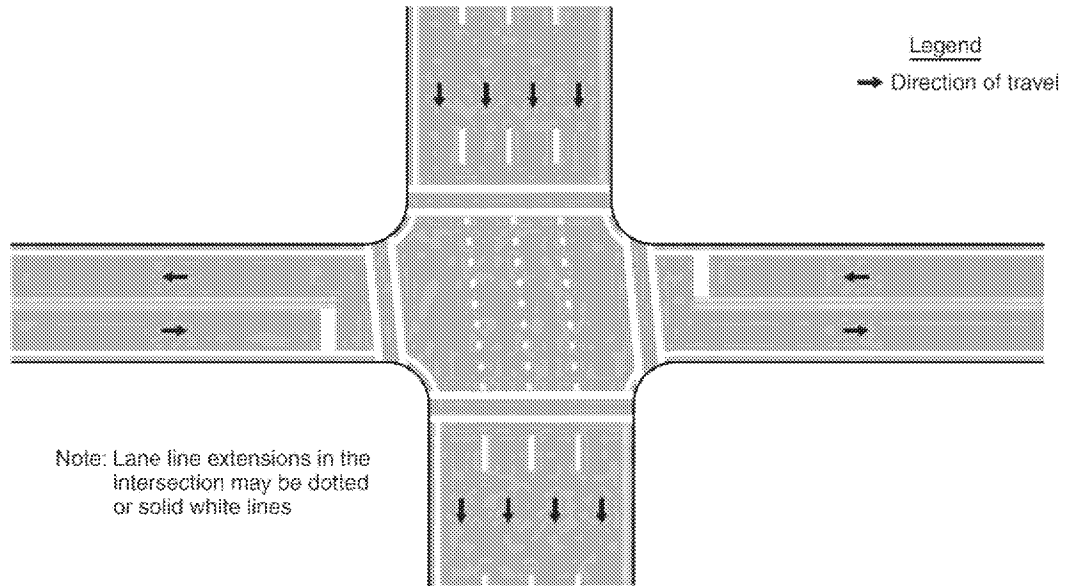 Legend
Direction of travel
Note: Lane line extensions in the
intersection may be dotted
or solid white lines